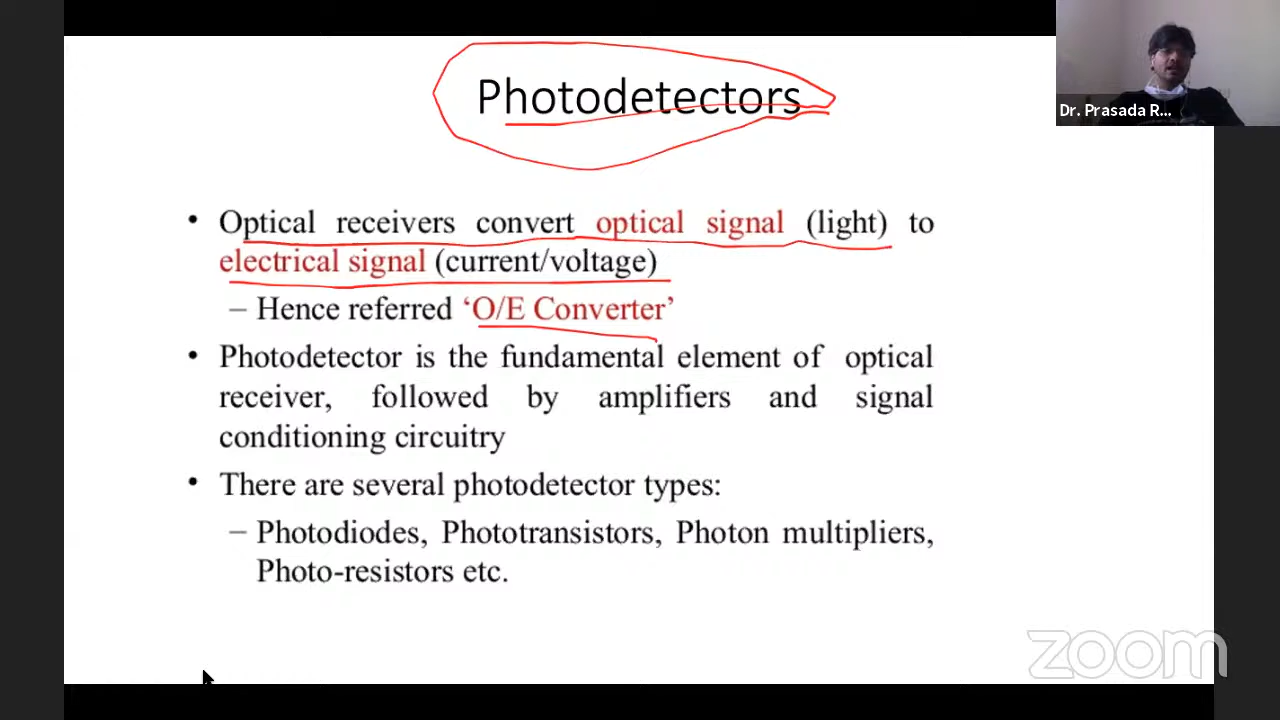 Photodetectors
Dr. Prasada R...
• Optical receivers convert optical signal (light) to
electrical signal (current/voltage)
– Hence referred ‘O/E Converter’
• Photodetector is the fundamental element of optical
receiver, followed by amplifiers and signal
conditioning circuitry
• There are several photodetector types:
– Photodiodes, Phototransistors, Photon multipliers,
Photo-resistors etc.
zoom